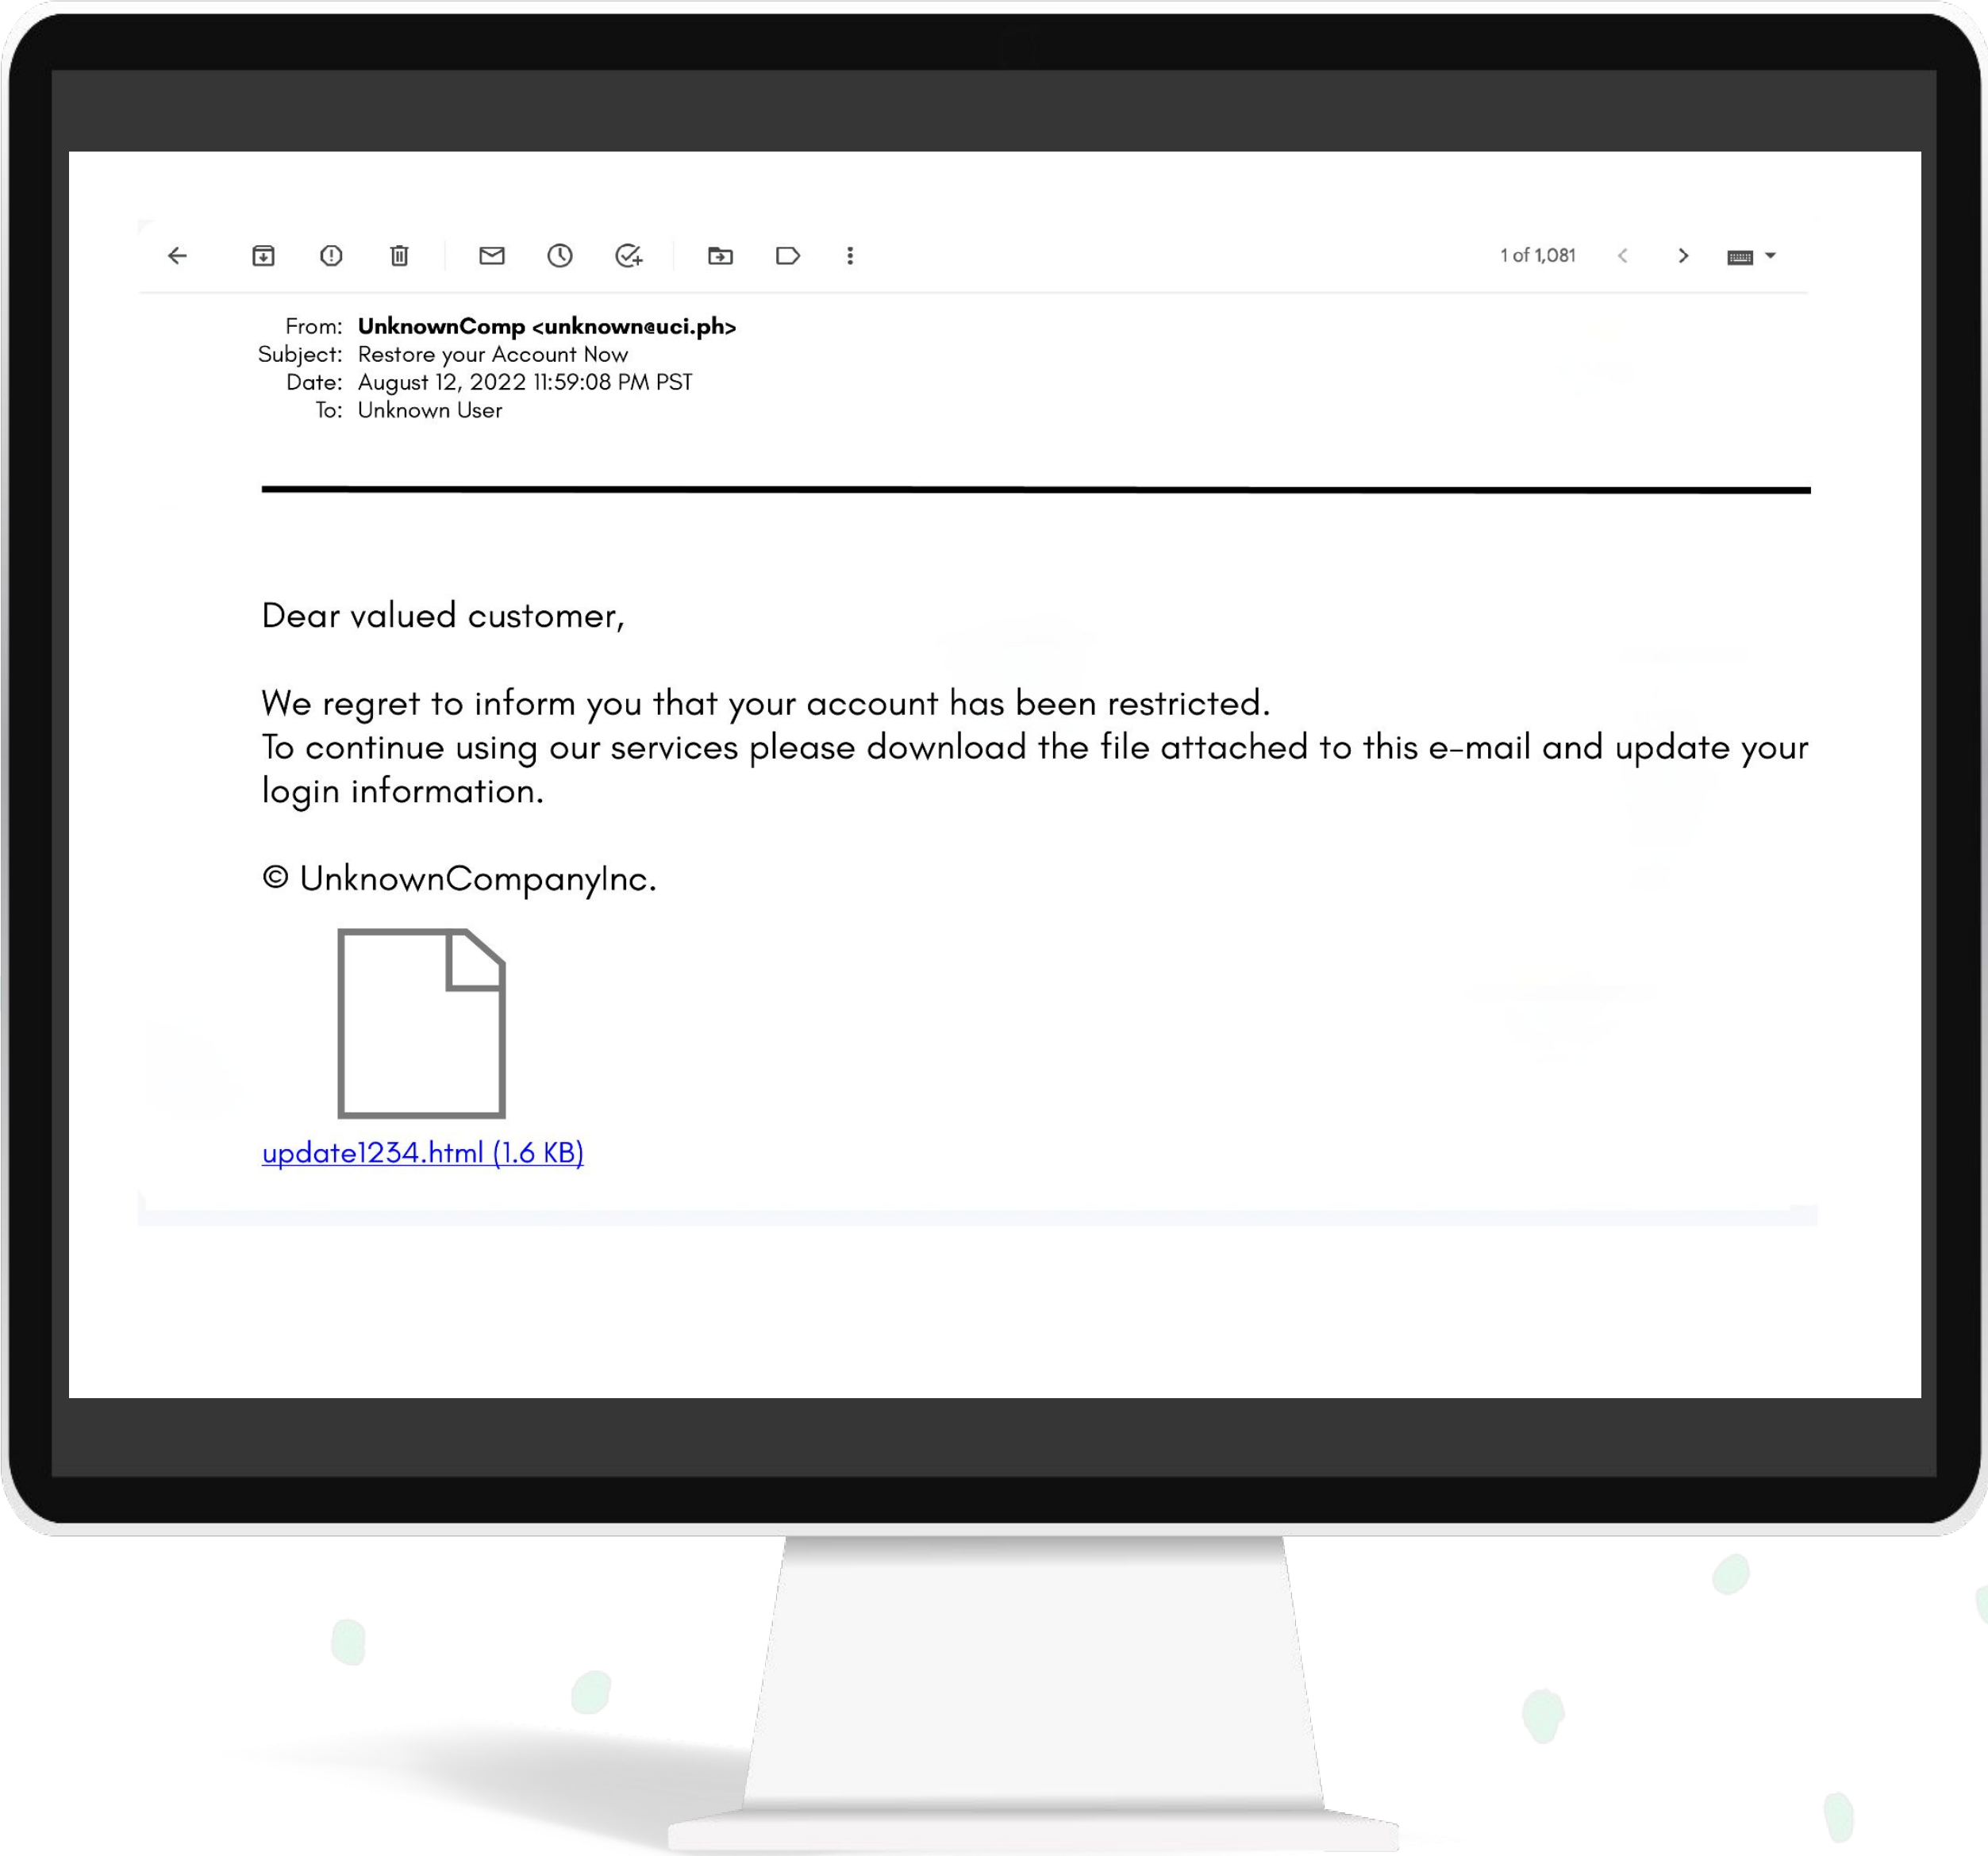 1 of 1,081
From: UnknownComp <unknown@uci.ph>
Subject: Restore your Account Now
Date: August 12, 2022 11:59:08 PM PST
To: Unknown User
Dear valued customer,
We regret to inform you that your account has been restricted.
To continue using our services please download the file attached to this e-mail and update your
login information.
© UnknownCompanyInc.
update1234.html (1.6 KB)